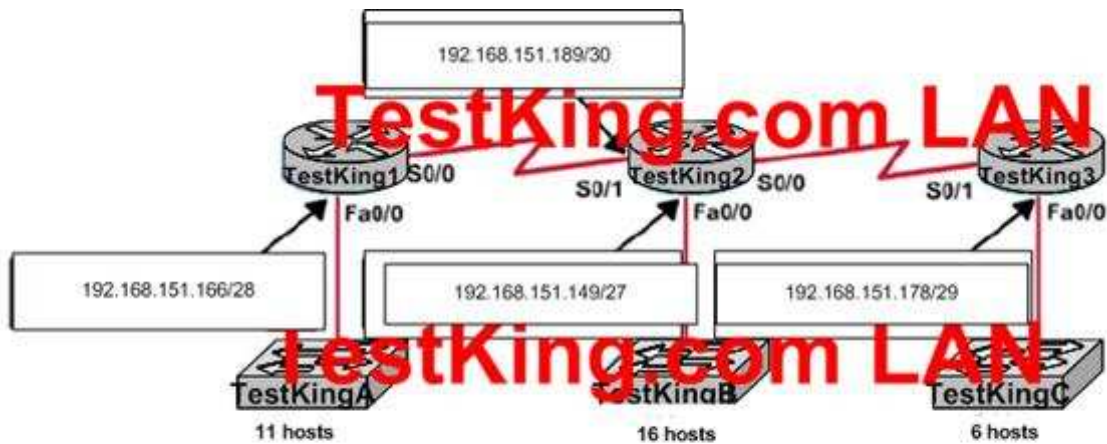 192.168.151.189/30
TestKing.com LAN
TestKing1
S0/0
S0/1
TestKing2
S0/0
S0/1
TestKing3
Fa0/0
Fa0/0
Fa0/0
192.168.151.166/28
192.168.151.149/27
192.168.151.178/29
TestKing.com LAN
TestKingA
TestKingB
TestKingC
11 hosts
16 hosts
6 hosts